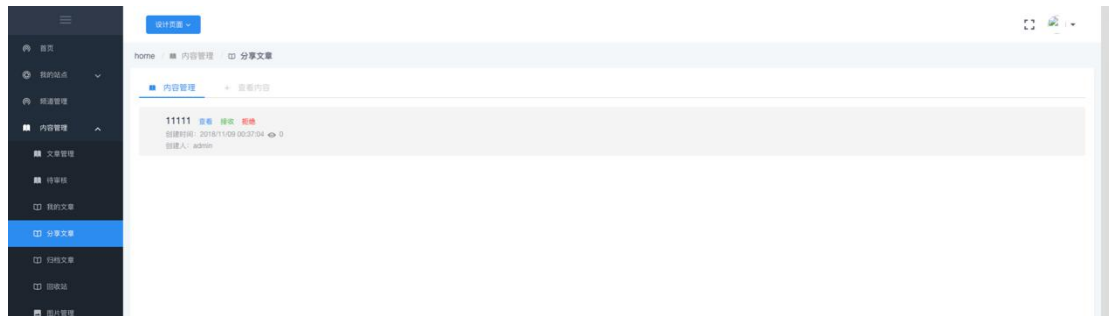 设计页面
首页
我的站点
频道管理
内容管理
文章管理
待审核
我的文章
分享文章
归档文章
回收站
图片管理
home / 内容管理 / 分享文章
内容管理 查看内容
11111 查看 接收 拒绝
创建时间: 2018/11/09 00:37:04 0
创建人: admin